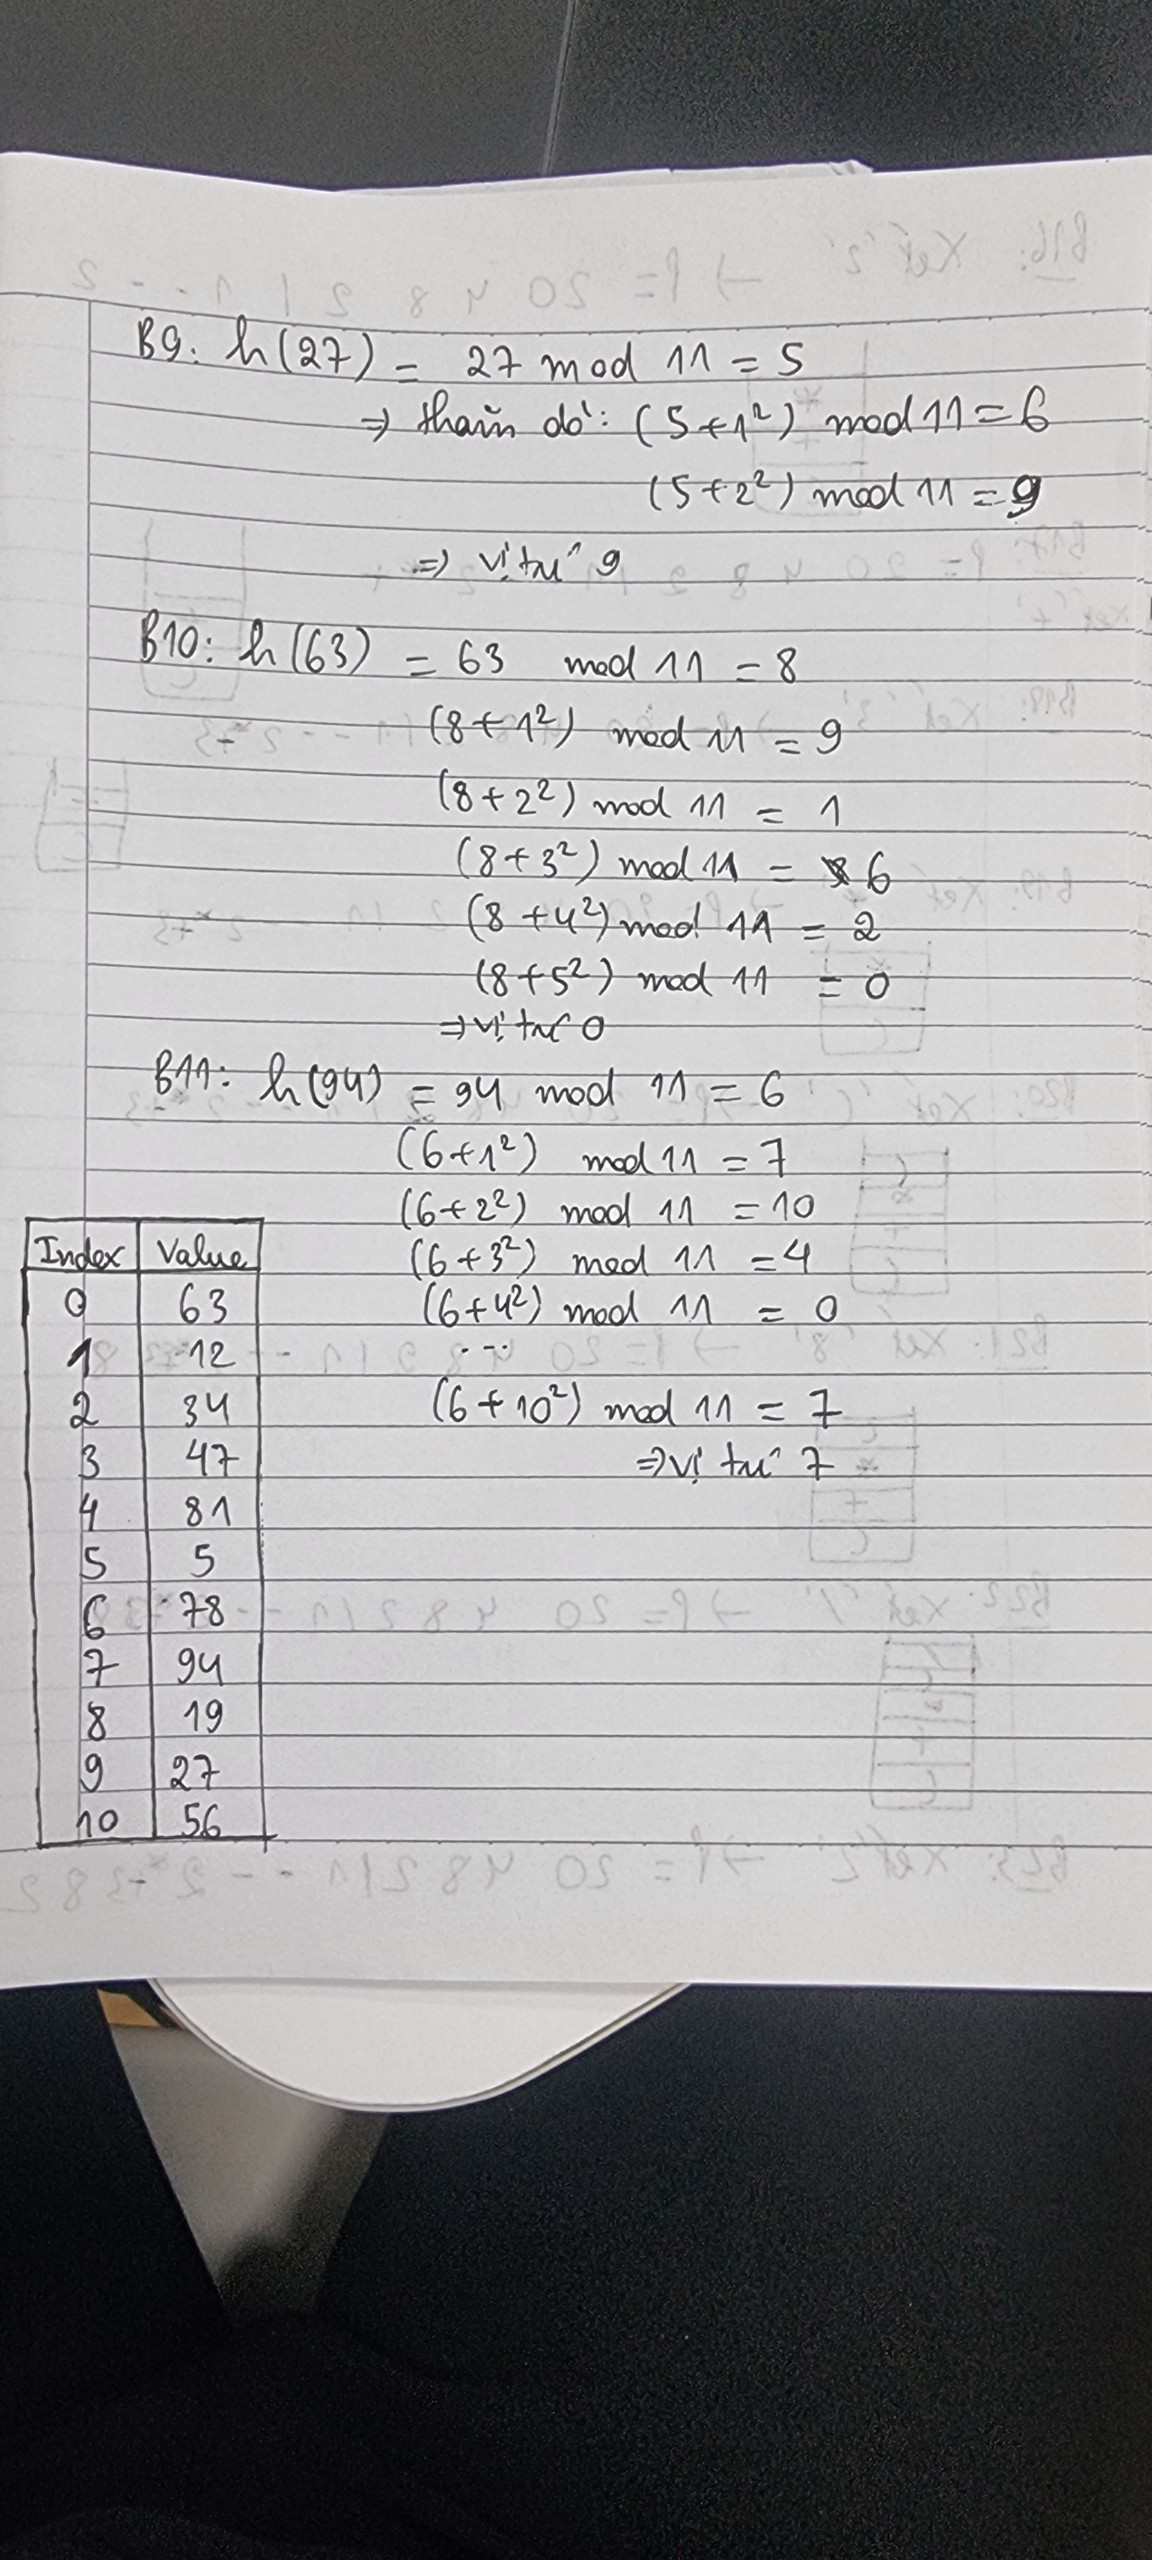 B9: h(27) = 27 mod 11 = 5
=> thăm dò: (5+1²) mod 11 = 6
(5+2²) mod 11 = 9
=> vị trí 9
B10: h(63) = 63 mod 11 = 8
(8+1²) mod 11 = 9
(8+2²) mod 11 = 1
(8+3²) mod 11 = 6
(8+4²) mod 11 = 2
(8+5²) mod 11 = 0
=> vị trí 0
B11: h(94) = 94 mod 11 = 6
(6+1²) mod 11 = 7
(6+2²) mod 11 = 10
(6+3²) mod 11 = 4
(6+4²) mod 11 = 0
...
(6+10²) mod 11 = 7
=> vị trí 7
Index Value
0 63
1 12
2 34
3 47
4 81
5 5
6 78
7 94
8 19
9 27
10 56